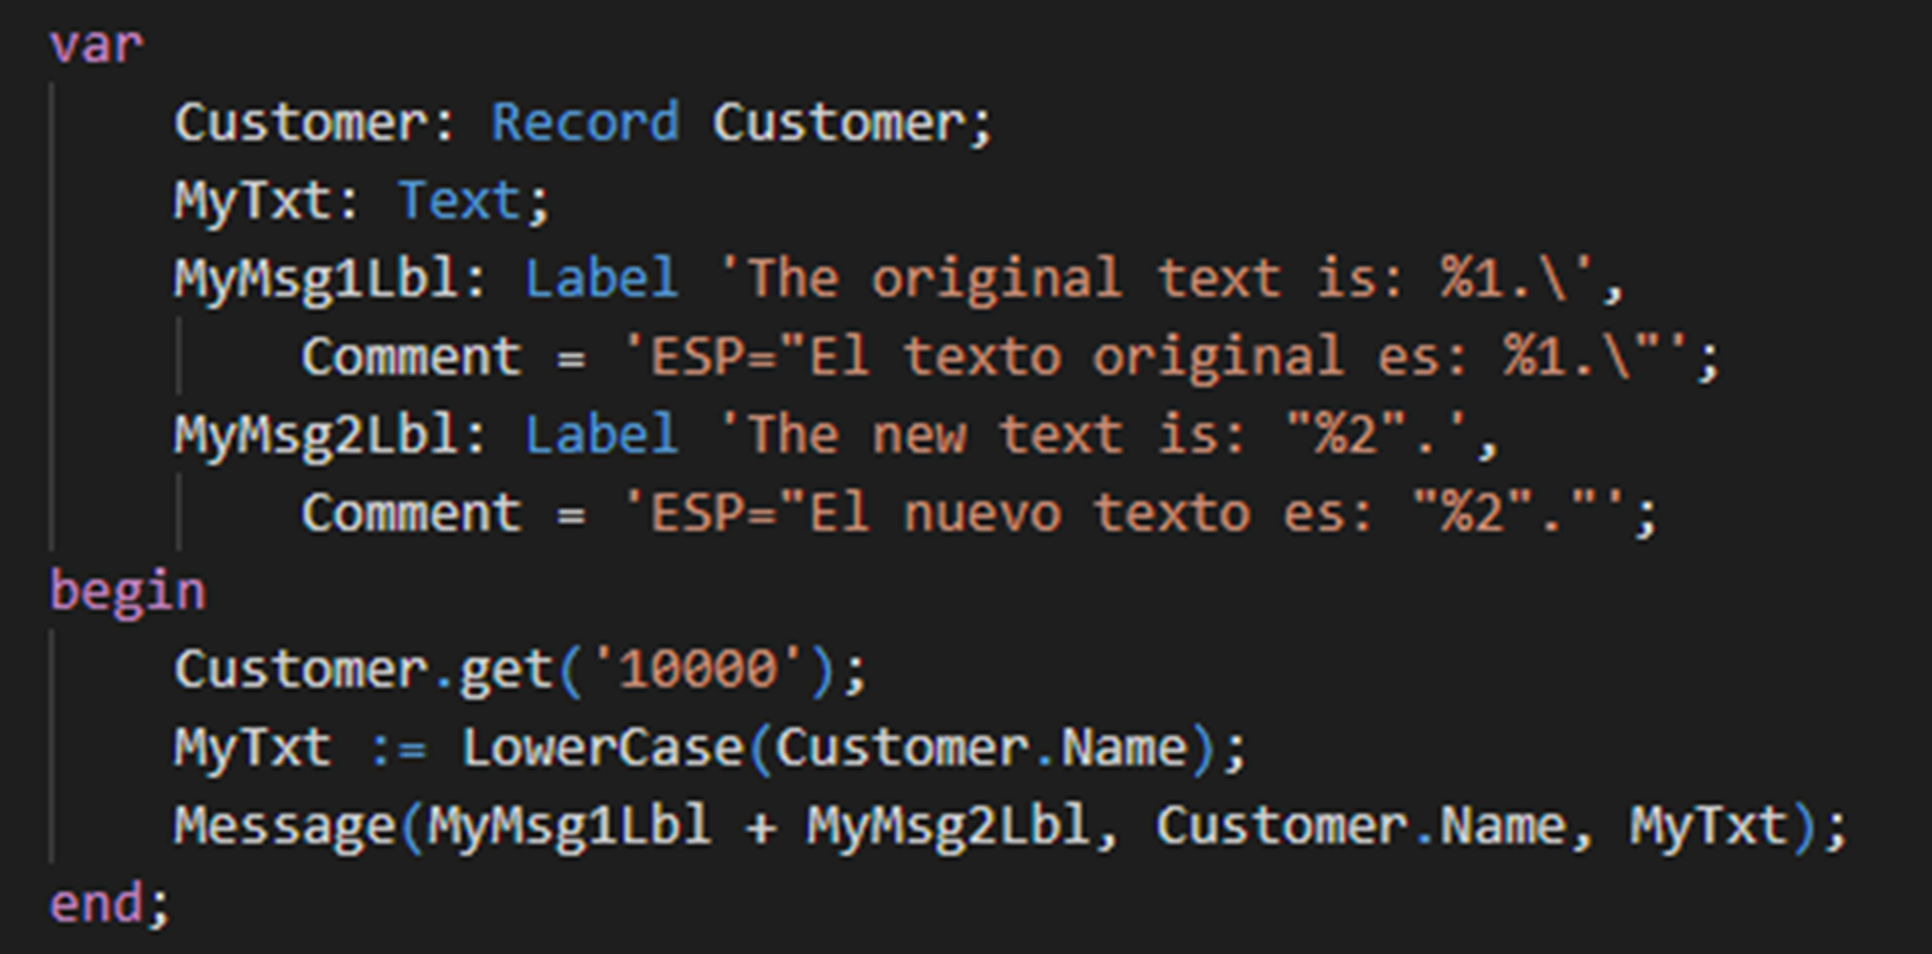 var
Customer: Record Customer;
MyTxt: Text;
MyMsg1Lbl: Label 'The original text is: %1.\',
Comment = 'ESP="El texto original es: %1.\"';
MyMsg2Lbl: Label 'The new text is: "%2".',
Comment = 'ESP="El nuevo texto es: "%2"."';
begin
Customer.get('10000');
MyTxt := LowerCase(Customer.Name);
Message(MyMsg1Lbl + MyMsg2Lbl, Customer.Name, MyTxt);
end;